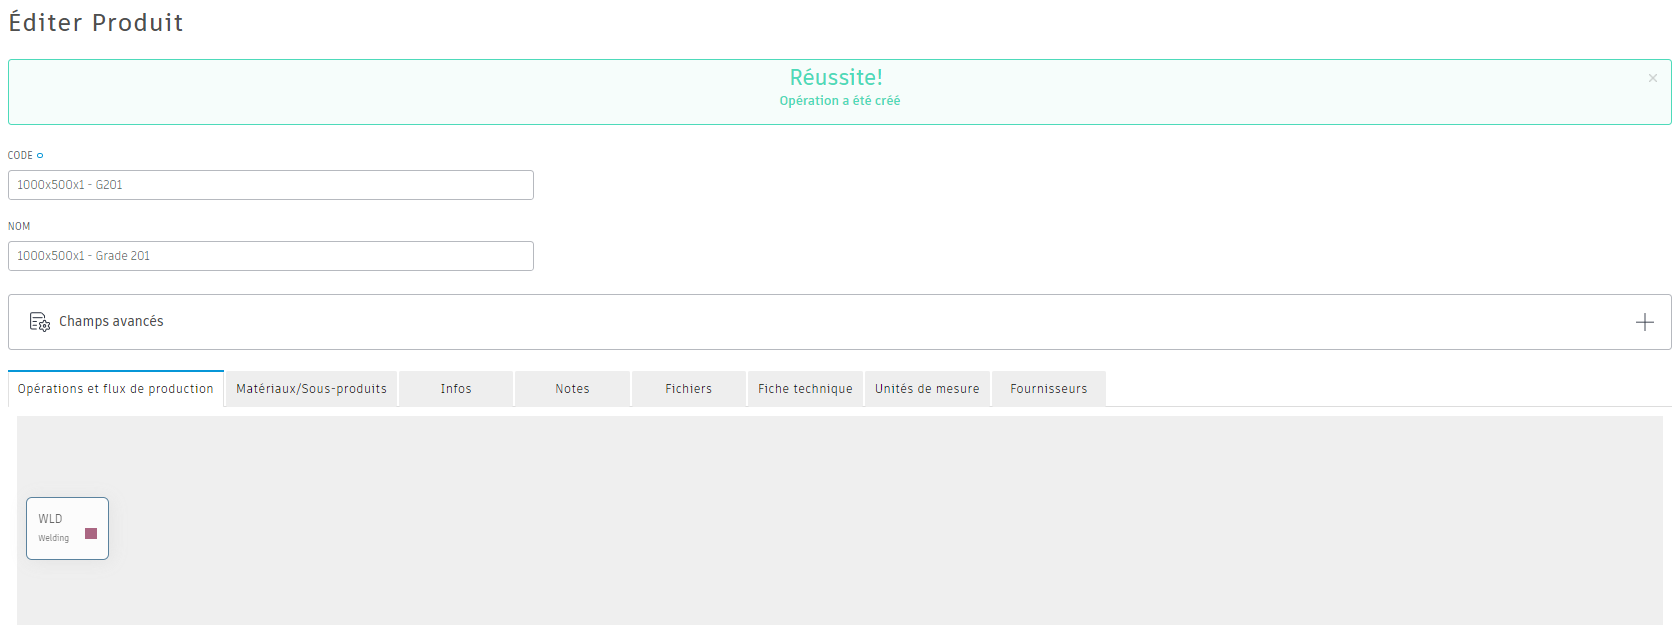 Éditer Produit
Réussite!
×
Opération a été créé
CODE
1000x500x1 - G201
NOM
1000x500x1 - Grade 201
Champs avancés
Opérations et flux de production
Matériaux/Sous-produits
Infos
Notes
Fichiers
Fiche technique
Unités de mesure
Fournisseurs
WLD
Welding